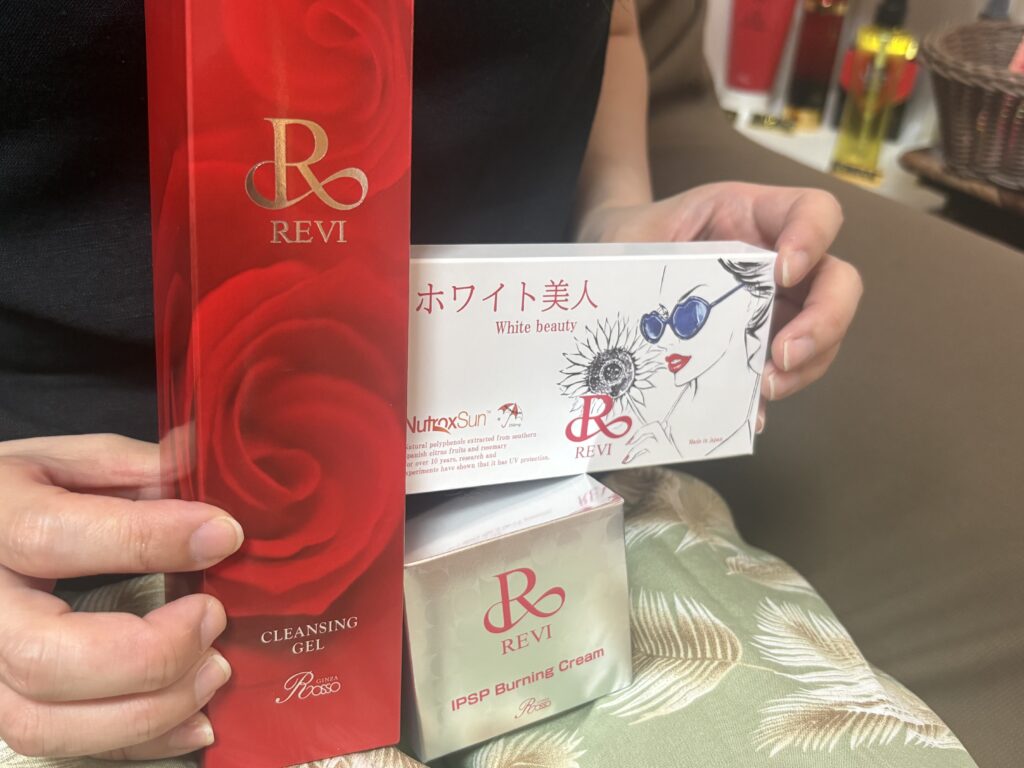 R
REVI
CLEANSING
GEL
GINZA
Rosso
ホワイト美人
White beauty
NutroxSun™
Natural polyphenols extracted from southern
Spanish citrus fruits and rosemary
For over 10 years, research and
experiments have shown that it has UV protection.
R
REVI
Made in Japan
R
REVI
IPSP Burning Cream
GINZA
Rosso